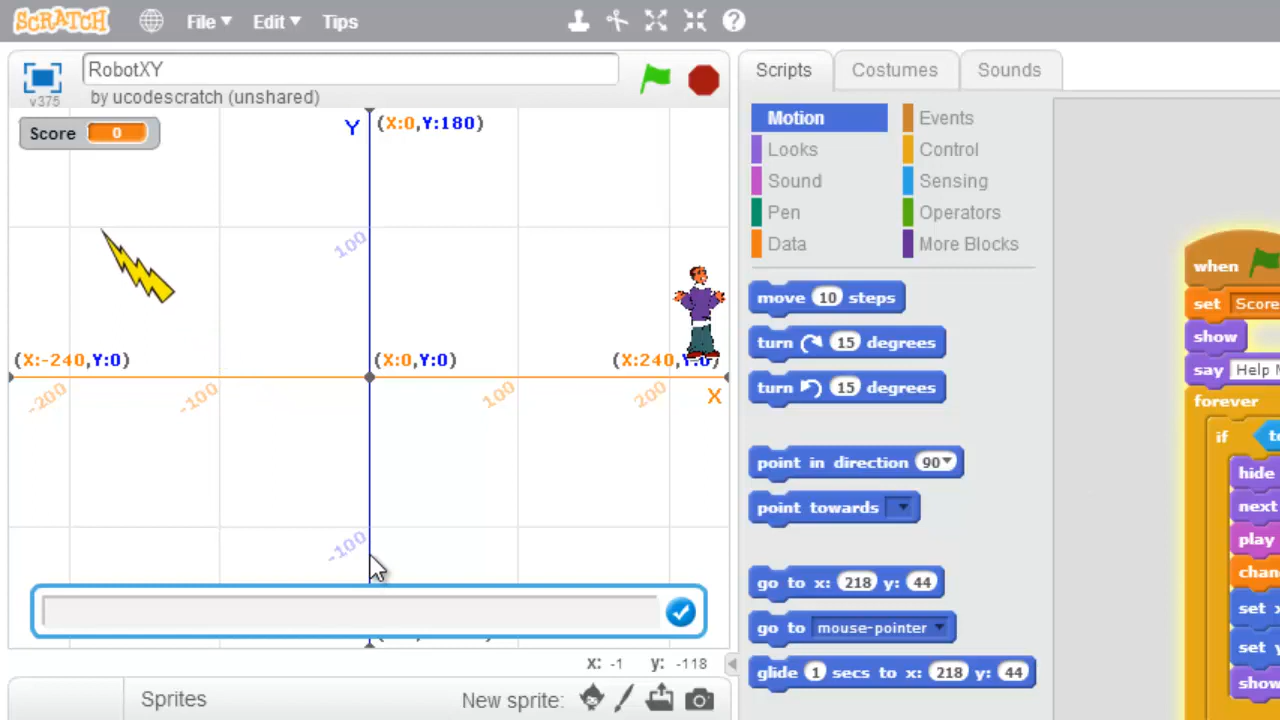 SCRATCH File Edit Tips
RobotXY
v375
by ucodescratch (unshared)
Score 0
Y (X:0,Y:180)
100
(X:-240,Y:0) (X:0,Y:0) (X:240,Y:0)
-200 -100 100 200 X
-100
x: -1 y: -118
Sprites New sprite:
Scripts Costumes Sounds
Motion Events
Looks Control
Sound Sensing
Pen Operators
Data More Blocks
move 10 steps
turn 15 degrees
turn 15 degrees
point in direction 90
point towards
go to x: 218 y: 44
go to mouse-pointer
glide 1 secs to x: 218 y: 44
when
set Score
show
say Help
forever
if
hide
next
play
set x
set y
show